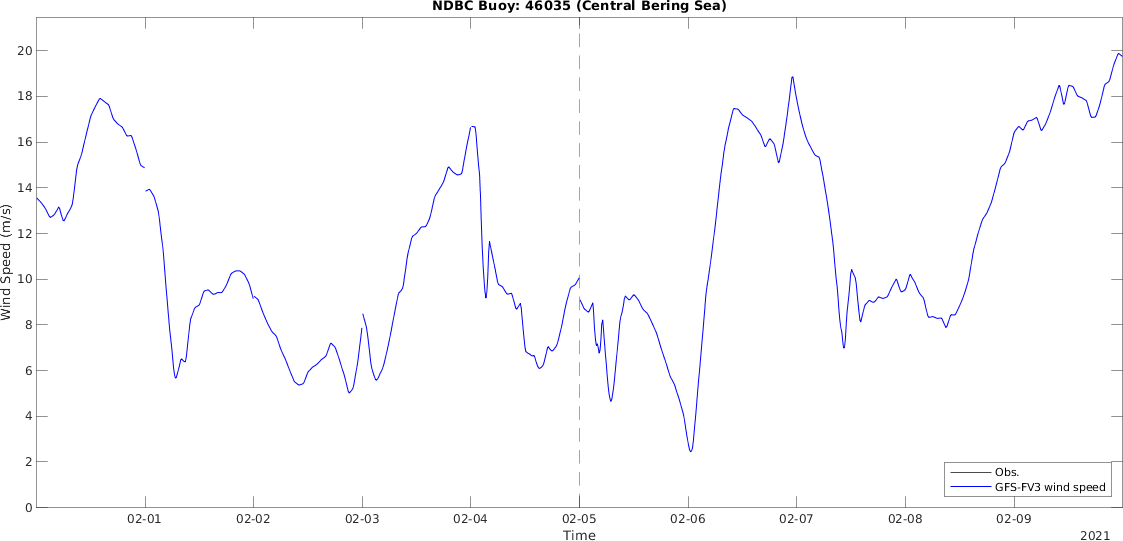 NDBC Buoy: 46035 (Central Bering Sea)
20
18
16
14
12
10
8
6
4
2
0
Wind Speed (m/s)
02-01 02-02 02-03 02-04 02-05 02-06 02-07 02-08 02-09
Time
2021
Obs.
GFS-FV3 wind speed